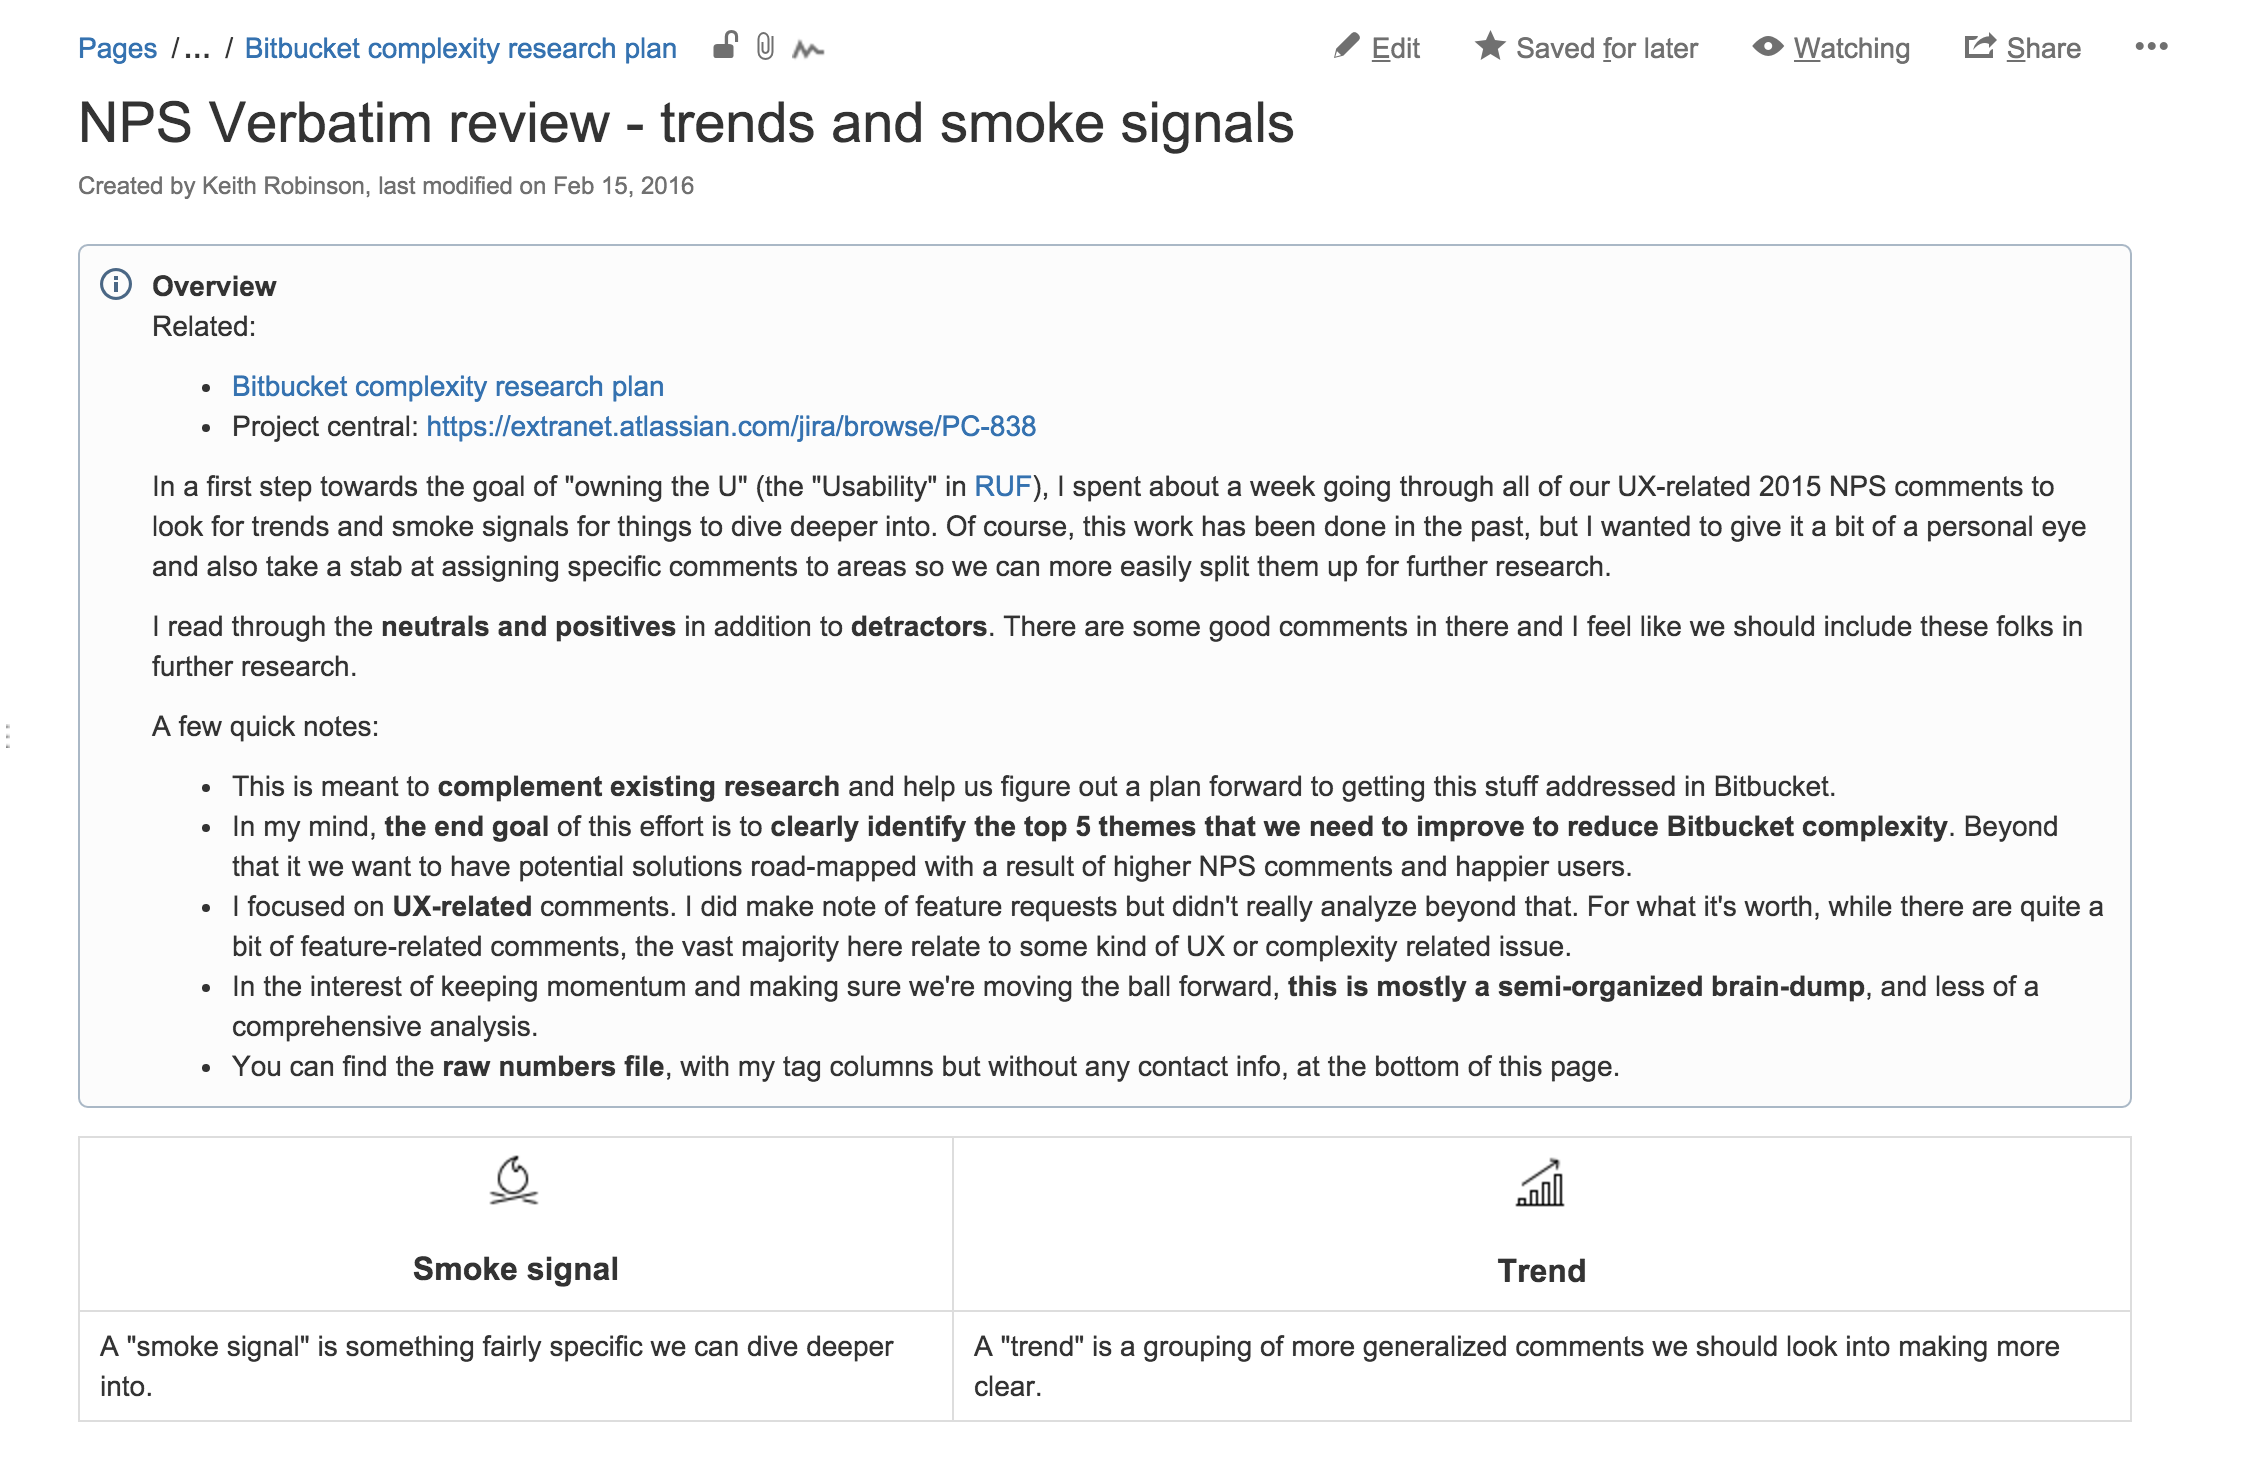 Pages / ... / Bitbucket complexity research plan
Edit Saved for later Watching Share
NPS Verbatim review - trends and smoke signals
Created by Keith Robinson, last modified on Feb 15, 2016
Overview
Related:
• Bitbucket complexity research plan
• Project central: https://extranet.atlassian.com/jira/browse/PC-838
In a first step towards the goal of "owning the U" (the "Usability" in RUF), I spent about a week going through all of our UX-related 2015 NPS comments to
look for trends and smoke signals for things to dive deeper into. Of course, this work has been done in the past, but I wanted to give it a bit of a personal eye
and also take a stab at assigning specific comments to areas so we can more easily split them up for further research.
I read through the neutrals and positives in addition to detractors. There are some good comments in there and I feel like we should include these folks in
further research.
A few quick notes:
• This is meant to complement existing research and help us figure out a plan forward to getting this stuff addressed in Bitbucket.
• In my mind, the end goal of this effort is to clearly identify the top 5 themes that we need to improve to reduce Bitbucket complexity. Beyond
that it we want to have potential solutions road-mapped with a result of higher NPS comments and happier users.
• I focused on UX-related comments. I did make note of feature requests but didn't really analyze beyond that. For what it's worth, while there are quite a
bit of feature-related comments, the vast majority here relate to some kind of UX or complexity related issue.
• In the interest of keeping momentum and making sure we're moving the ball forward, this is mostly a semi-organized brain-dump, and less of a
comprehensive analysis.
• You can find the raw numbers file, with my tag columns but without any contact info, at the bottom of this page.
Smoke signal
Trend
A "smoke signal" is something fairly specific we can dive deeper
into.
A "trend" is a grouping of more generalized comments we should look into making more
clear.